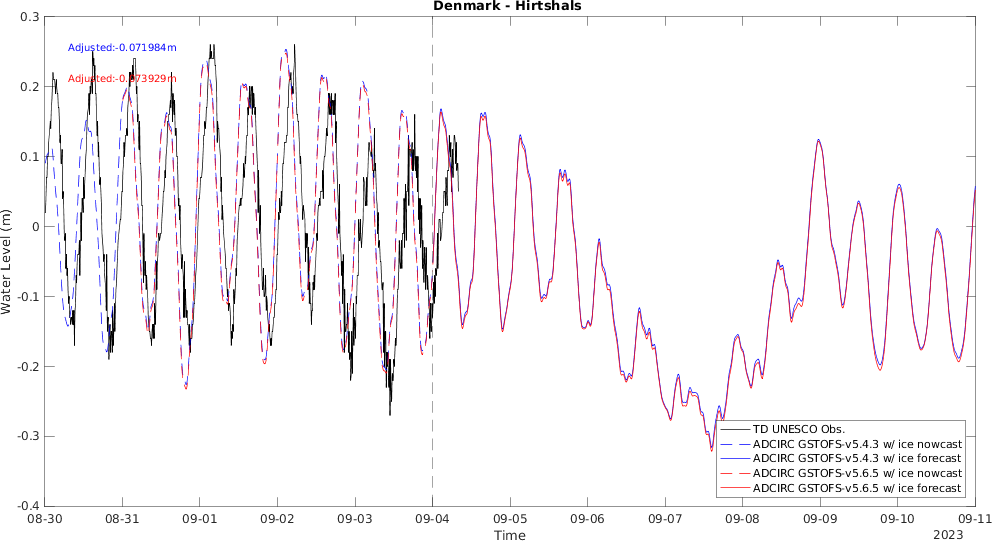 Denmark - Hirtshals
0.3
Adjusted:-0.071984m
Adjusted:-0.073929m
0.2
0.1
0
-0.1
-0.2
-0.3
-0.4
Water Level (m)
TD UNESCO Obs.
ADCIRC GSTOFS-v5.4.3 w/ ice nowcast
ADCIRC GSTOFS-v5.4.3 w/ ice forecast
ADCIRC GSTOFS-v5.6.5 w/ ice nowcast
ADCIRC GSTOFS-v5.6.5 w/ ice forecast
08-30 08-31 09-01 09-02 09-03 09-04 09-05 09-06 09-07 09-08 09-09 09-10 09-11
Time
2023